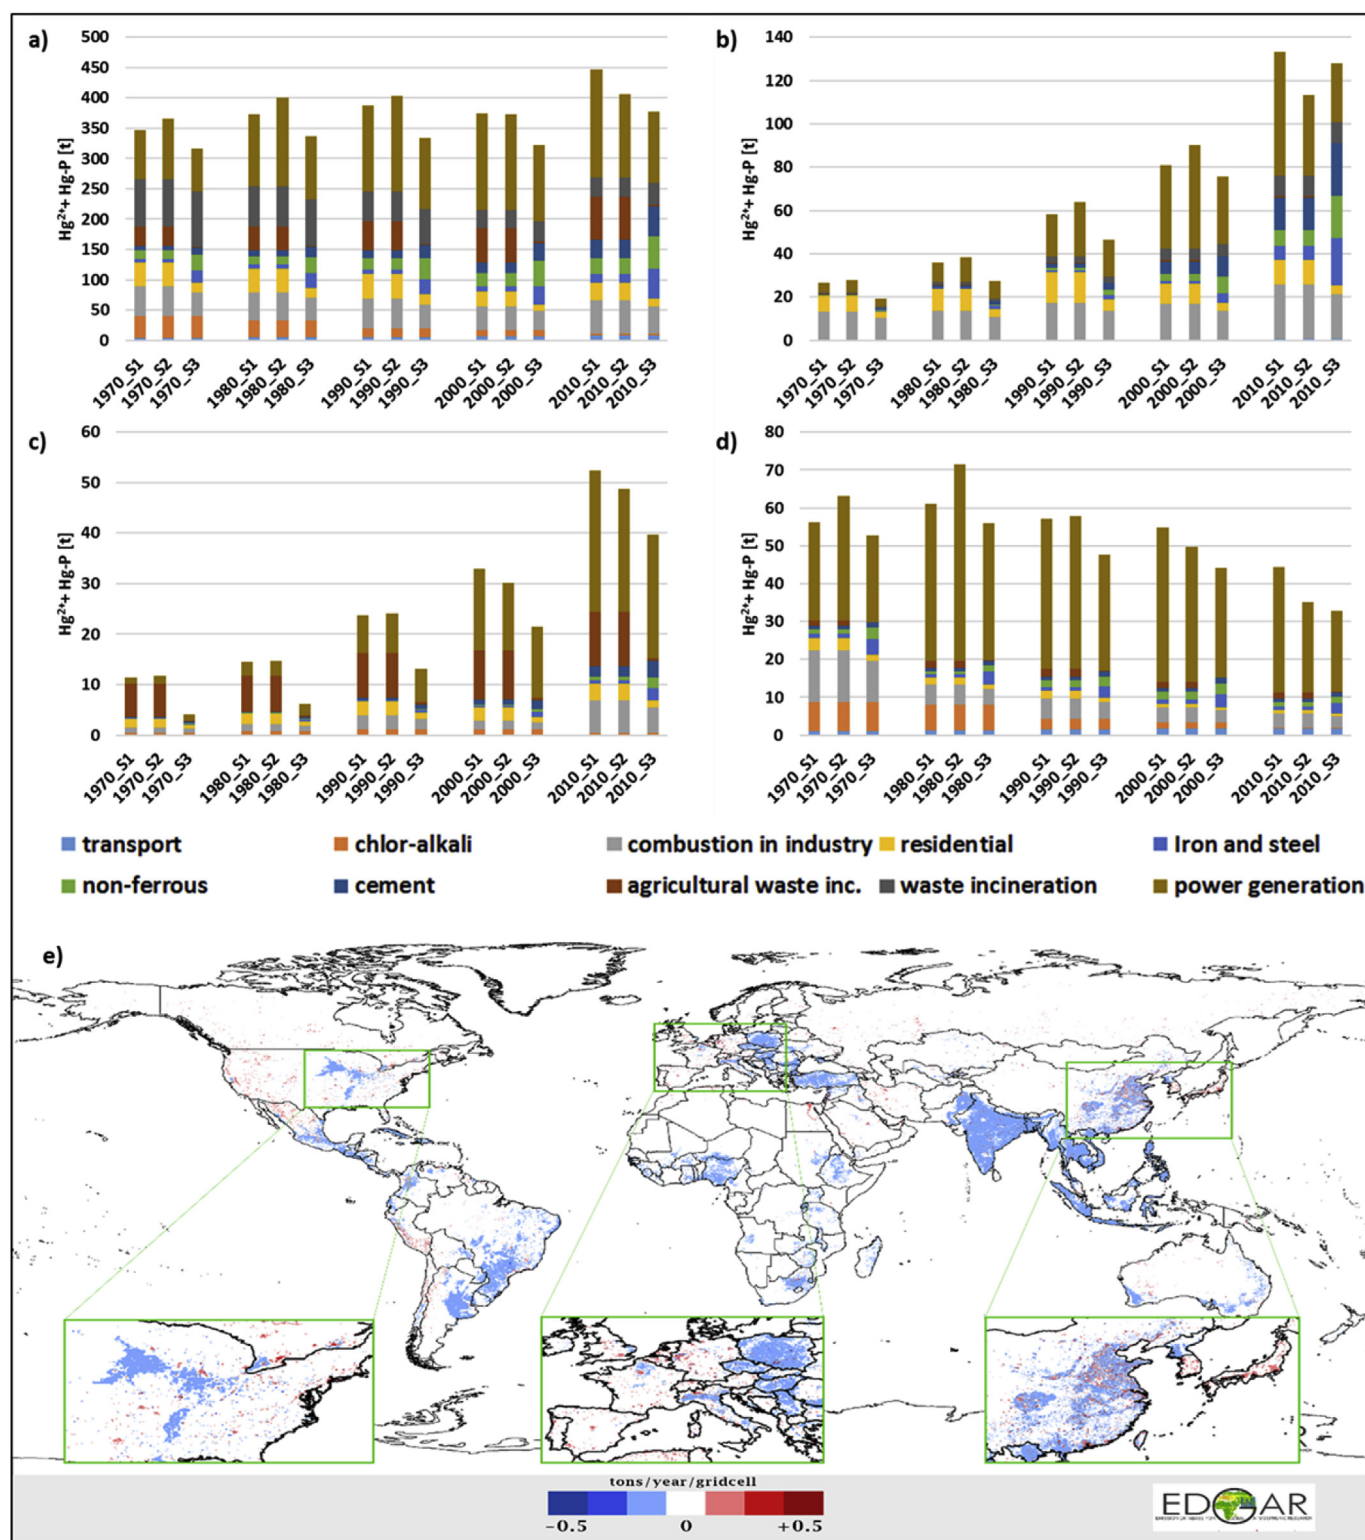 a)
500
450
400
350
300
250
200
150
100
50
0
Hg²⁺+ Hg-P [t]
1970_S1
1970_S2
1970_S3
1980_S1
1980_S2
1980_S3
1990_S1
1990_S2
1990_S3
2000_S1
2000_S2
2000_S3
2010_S1
2010_S2
2010_S3
b)
140
120
100
80
60
40
20
0
Hg²⁺+ Hg-P [t]
1970_S1
1970_S2
1970_S3
1980_S1
1980_S2
1980_S3
1990_S1
1990_S2
1990_S3
2000_S1
2000_S2
2000_S3
2010_S1
2010_S2
2010_S3
c)
60
50
40
30
20
10
0
Hg²⁺+ Hg-P [t]
1970_S1
1970_S2
1970_S3
1980_S1
1980_S2
1980_S3
1990_S1
1990_S2
1990_S3
2000_S1
2000_S2
2000_S3
2010_S1
2010_S2
2010_S3
d)
80
70
60
50
40
30
20
10
0
Hg²⁺+ Hg-P [t]
1970_S1
1970_S2
1970_S3
1980_S1
1980_S2
1980_S3
1990_S1
1990_S2
1990_S3
2000_S1
2000_S2
2000_S3
2010_S1
2010_S2
2010_S3
transport chlor-alkali combustion in industry residential Iron and steel
non-ferrous cement agricultural waste inc. waste incineration power generation
e)
tons/year/gridcell
−0.5 0 +0.5
EDGAR